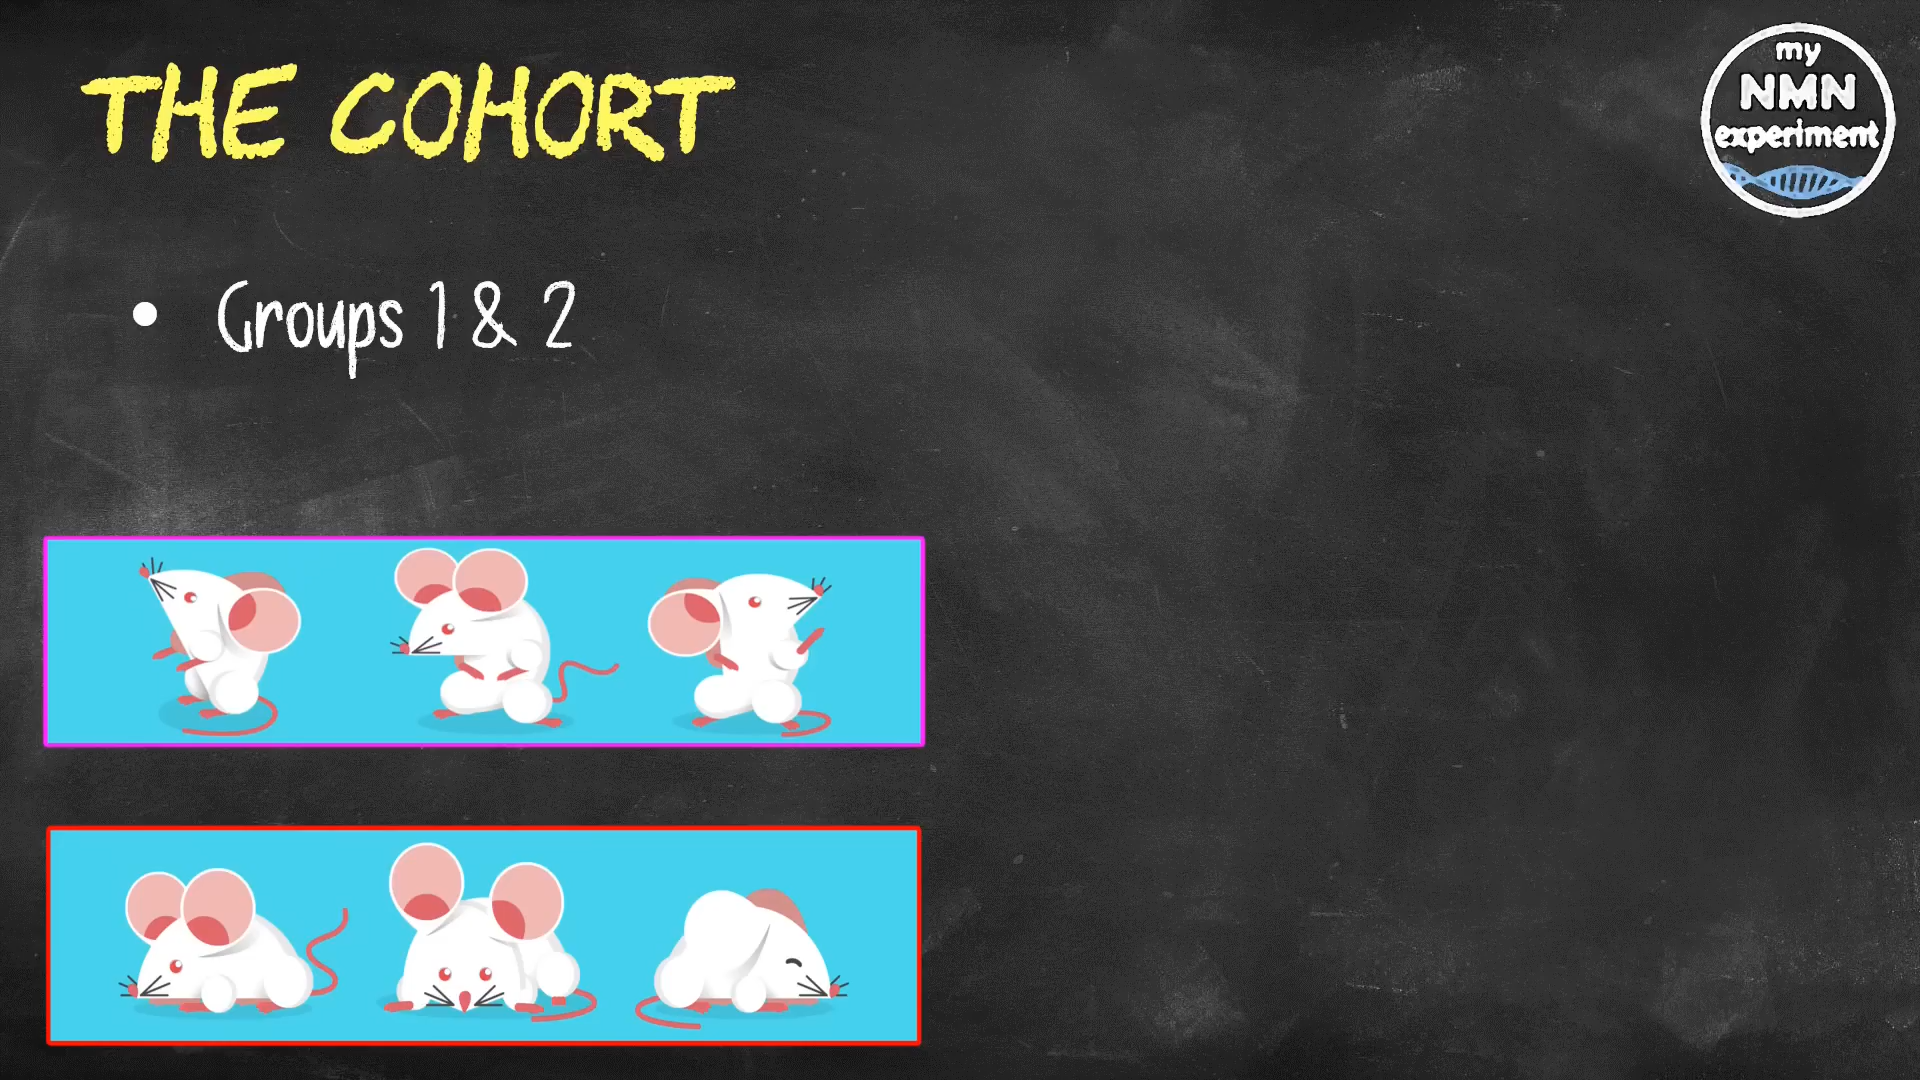 THE COHORT
my
NMN
experiment
• Groups 1 & 2